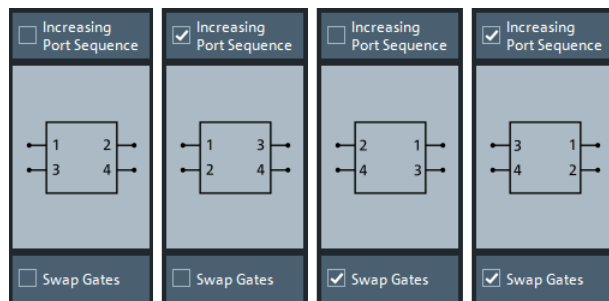 Increasing
Port Sequence
1 2
3 4
Swap Gates
Increasing
Port Sequence
1 3
2 4
Swap Gates
Increasing
Port Sequence
2 1
4 3
Swap Gates
Increasing
Port Sequence
3 1
4 2
Swap Gates